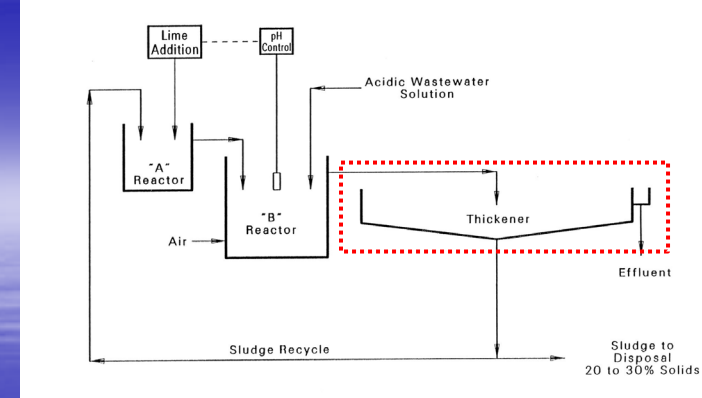 Lime
Addition
pH
Control
Acidic Wastewater
Solution
"A"
Reactor
"B"
Reactor
Air
Thickener
Effluent
Sludge Recycle
Sludge to
Disposal
20 to 30% Solids